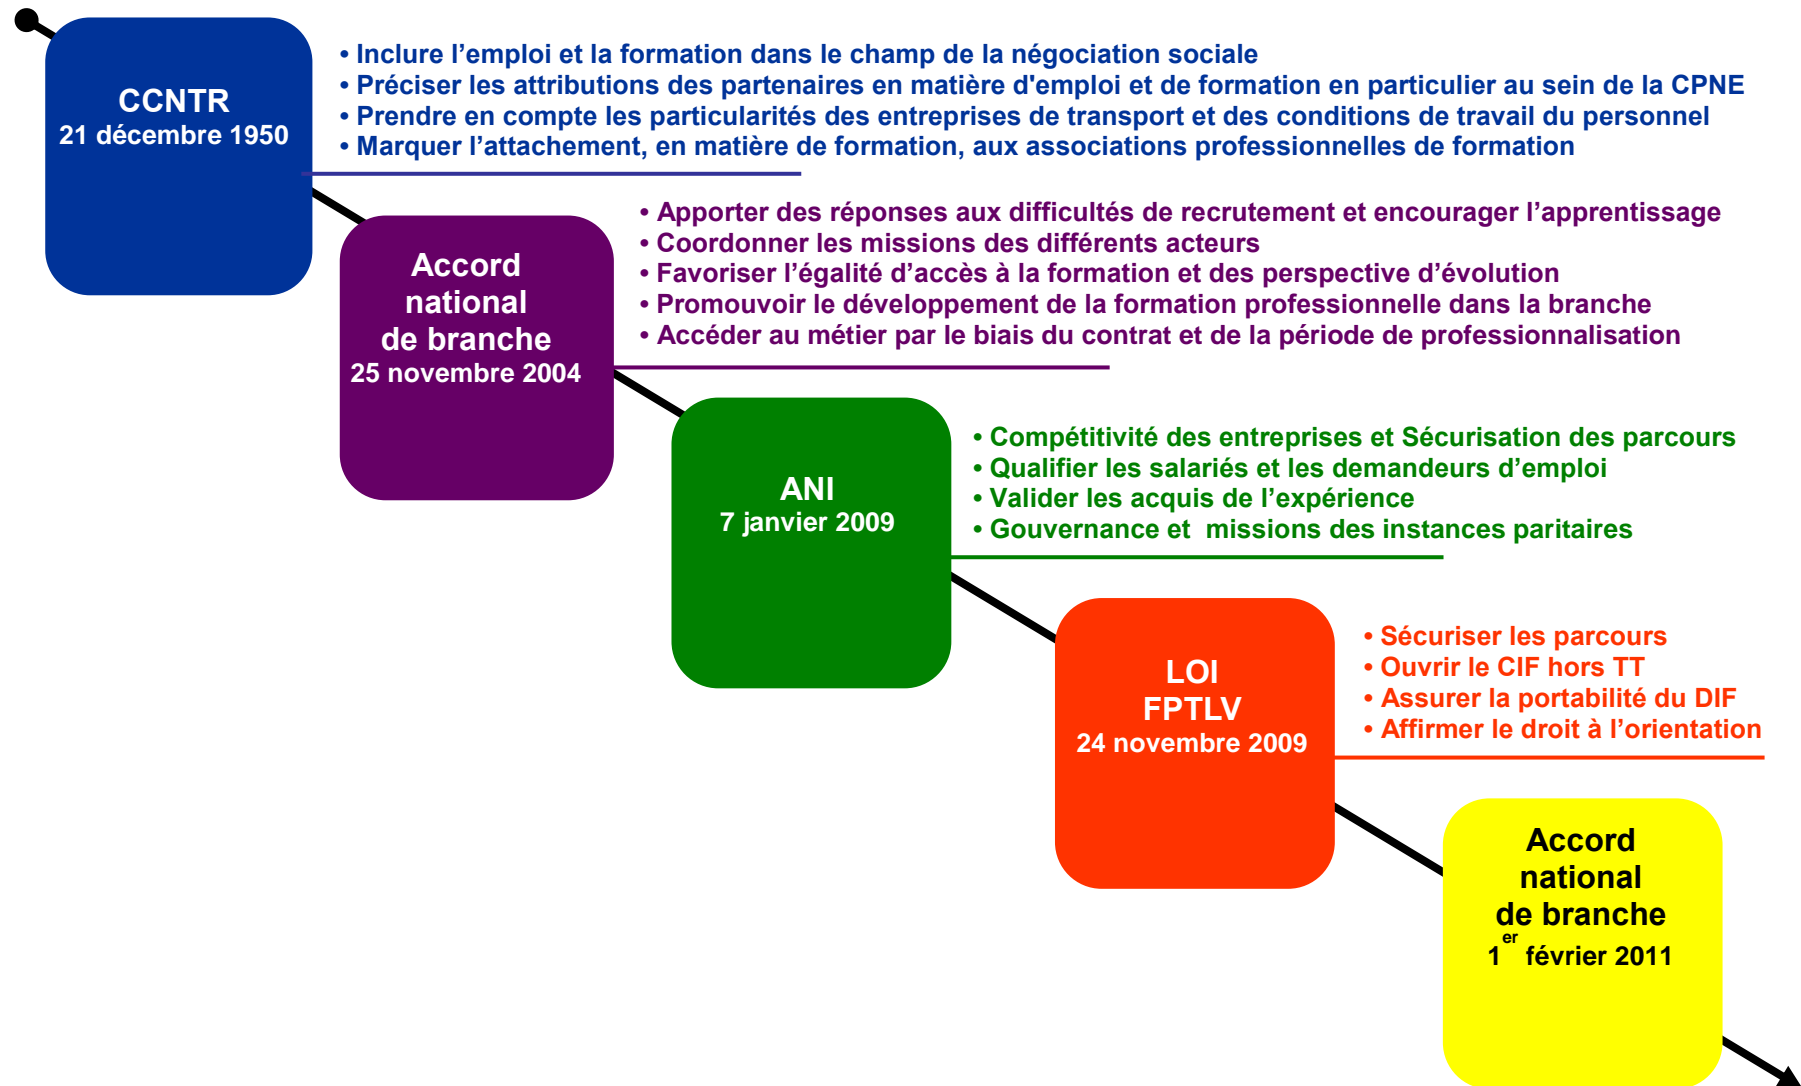 CCNTR
21 décembre 1950
• Inclure l’emploi et la formation dans le champ de la négociation sociale
• Préciser les attributions des partenaires en matière d'emploi et de formation en particulier au sein de la CPNE
• Prendre en compte les particularités des entreprises de transport et des conditions de travail du personnel
• Marquer l’attachement, en matière de formation, aux associations professionnelles de formation
Accord
national
de branche
25 novembre 2004
• Apporter des réponses aux difficultés de recrutement et encourager l’apprentissage
• Coordonner les missions des différents acteurs
• Favoriser l’égalité d’accès à la formation et des perspective d’évolution
• Promouvoir le développement de la formation professionnelle dans la branche
• Accéder au métier par le biais du contrat et de la période de professionnalisation
ANI
7 janvier 2009
• Compétitivité des entreprises et Sécurisation des parcours
• Qualifier les salariés et les demandeurs d’emploi
• Valider les acquis de l’expérience
• Gouvernance et  missions des instances paritaires
LOI
FPTLV
24 novembre 2009
• Sécuriser les parcours
• Ouvrir le CIF hors TT
• Assurer la portabilité du DIF
• Affirmer le droit à l’orientation
Accord
national
de branche
1er février 2011